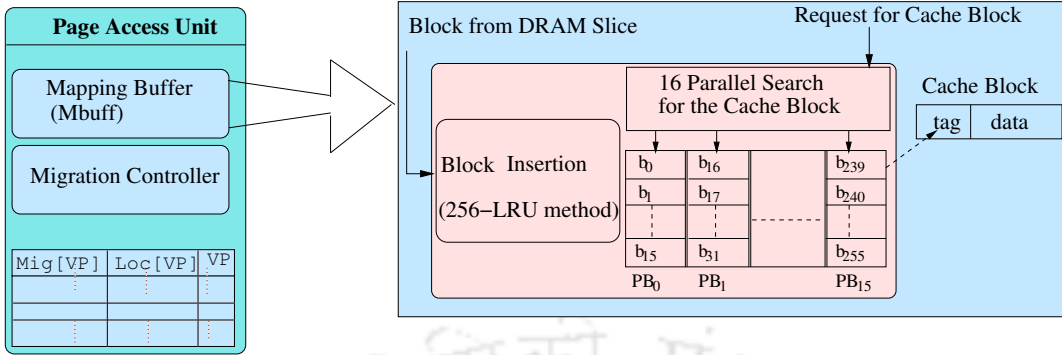 Page Access Unit
Mapping Buffer
(Mbuff)
Migration Controller
Mig[VP] Loc[VP] VP
Block from DRAM Slice
Request for Cache Block
16 Parallel Search
for the Cache Block
Cache Block
tag data
Block Insertion
(256−LRU method)
b0 b16 b239
b1 b17 b240
b15 b31 b255
PB0 PB1 PB15